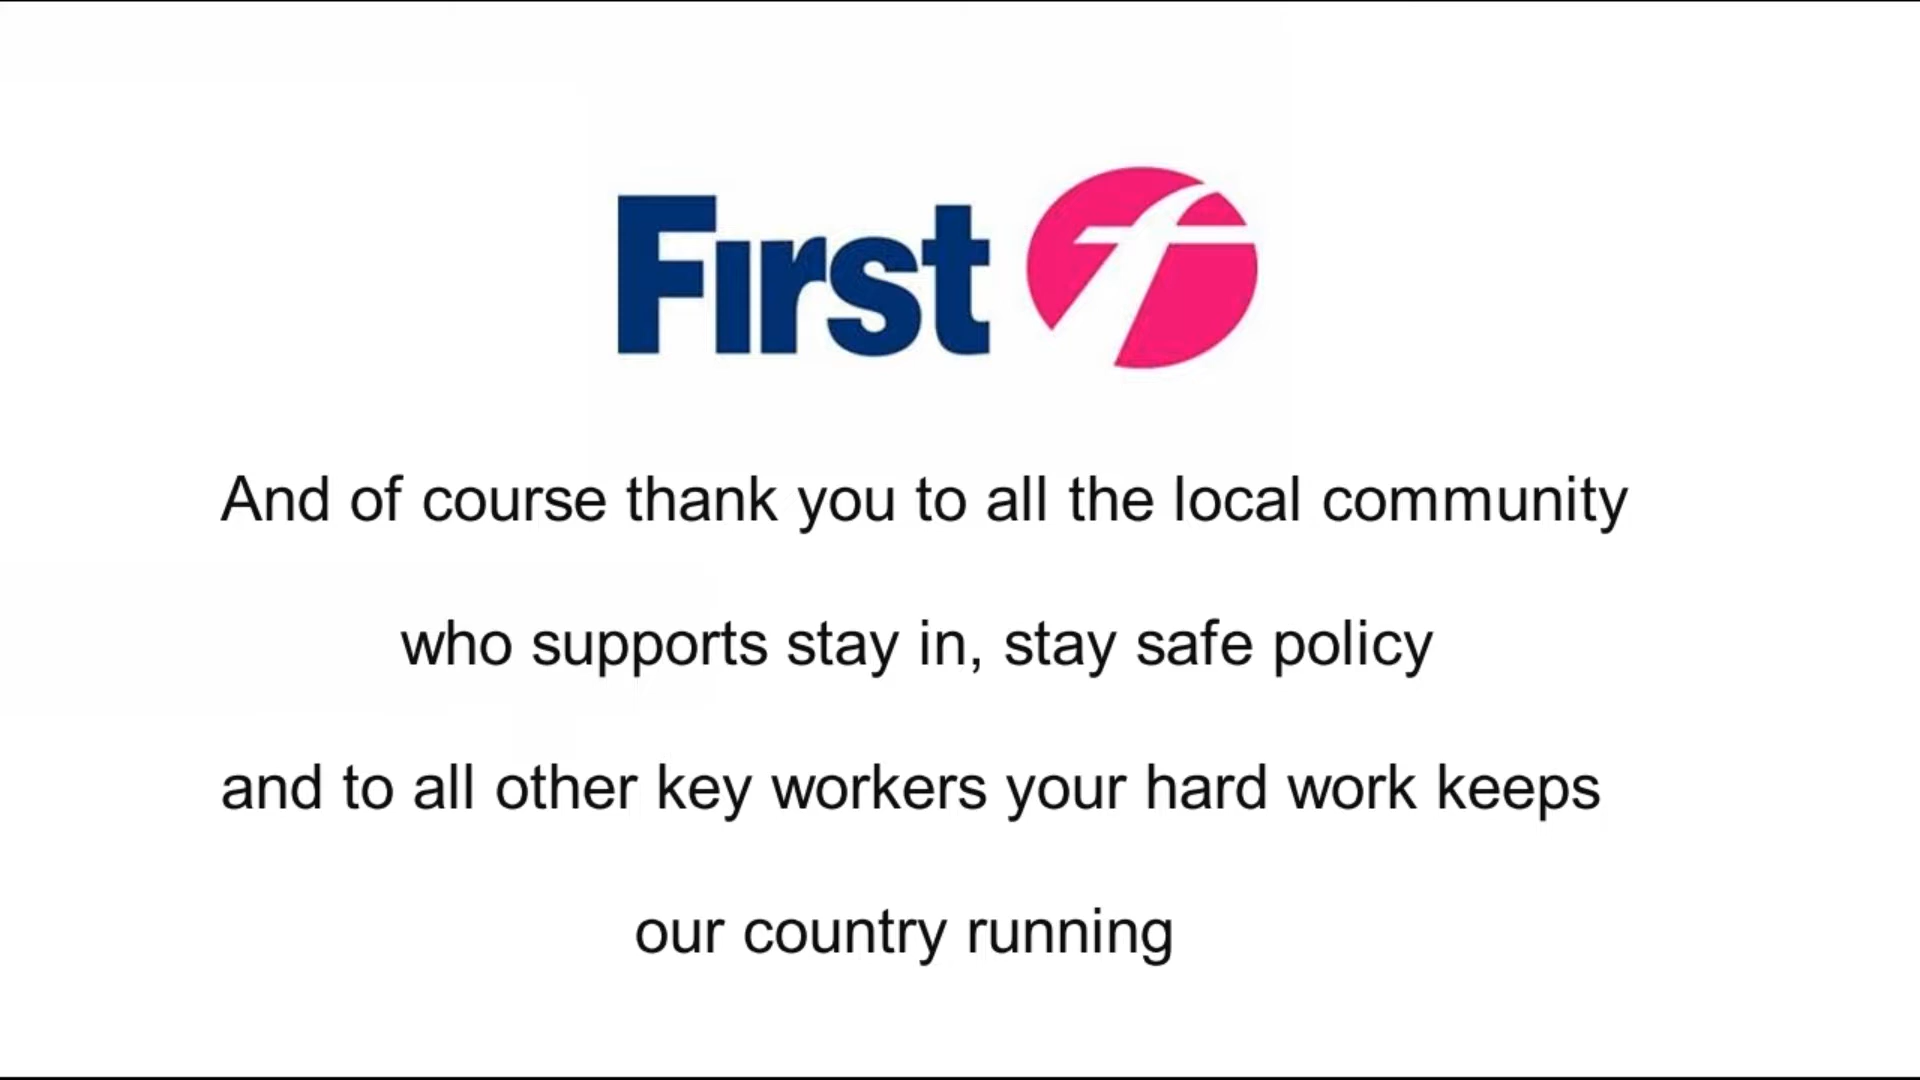 First
And of course thank you to all the local community
who supports stay in, stay safe policy
and to all other key workers your hard work keeps
our country running